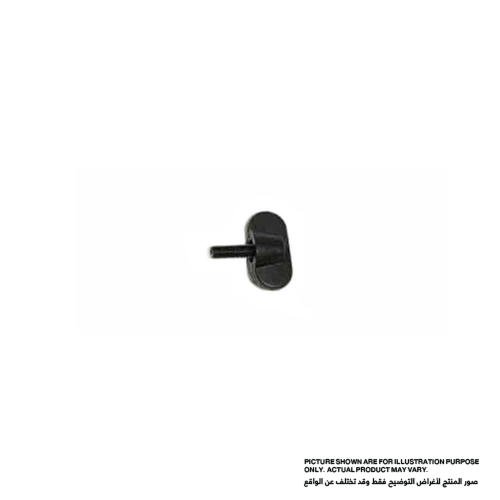 PICTURE SHOWN ARE FOR ILLUSTRATION PURPOSE
ONLY. ACTUAL PRODUCT MAY VARY.
صور المنتج لأغراض التوضيح فقط وقد تختلف عن الواقع